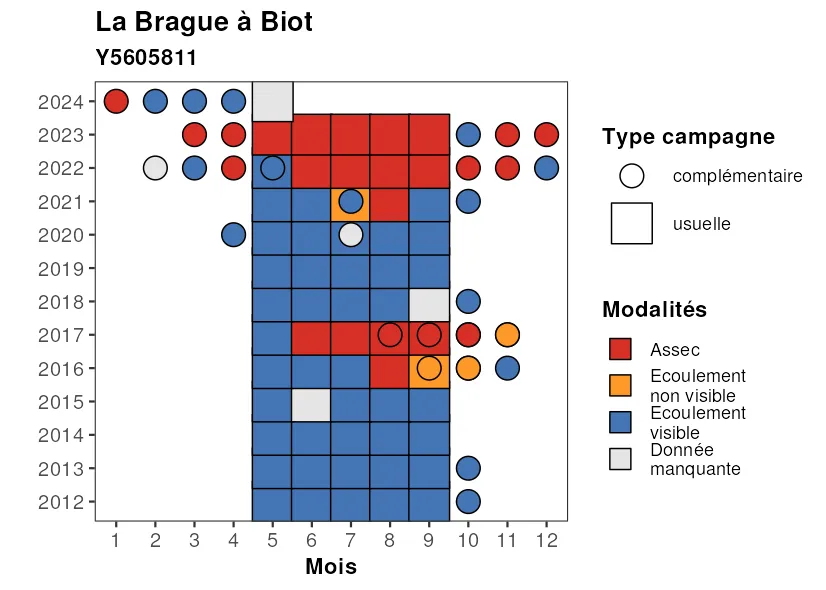 La Brague à Biot
Y5605811
2024
2023
2022
2021
2020
2019
2018
2017
2016
2015
2014
2013
2012
1 2 3 4 5 6 7 8 9 10 11 12
Mois
Type campagne
complémentaire
usuelle
Modalités
Assec
Ecoulement
non visible
Ecoulement
visible
Donnée
manquante